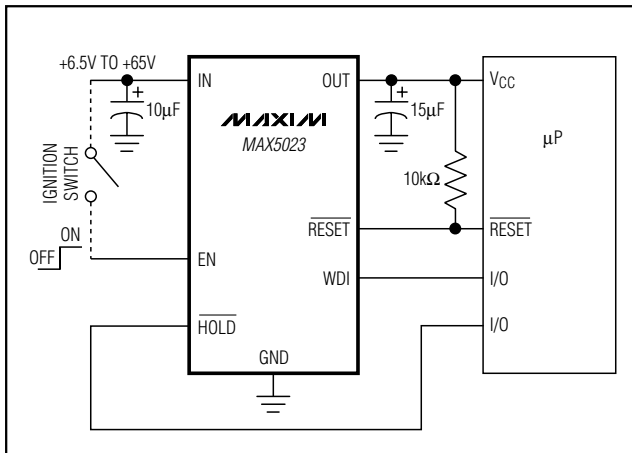 +6.5V TO +65V
IN
OUT
VCC
10µF
MAXIM
MAX5023
15µF
µP
IGNITION
SWITCH
10kΩ
ON
OFF
EN
RESET
RESET
WDI
I/O
HOLD
I/O
GND